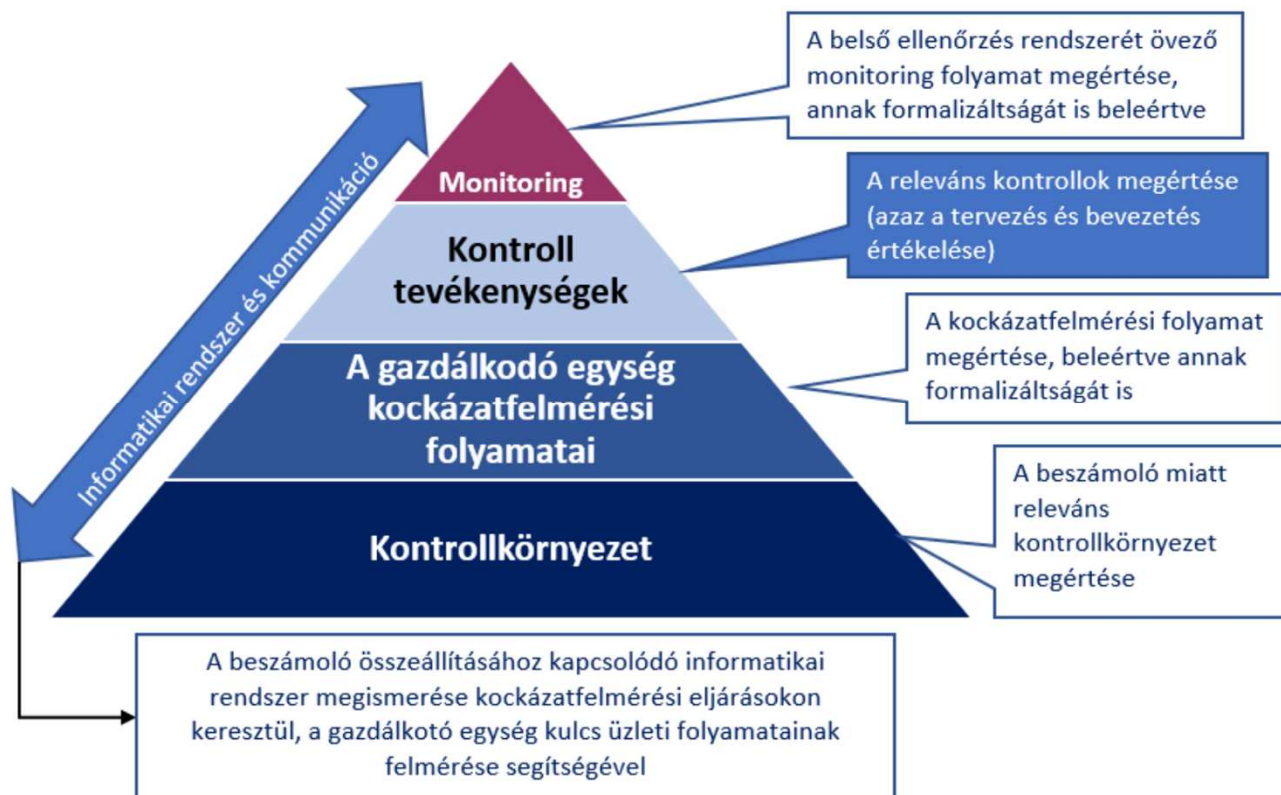 A belső ellenőrzés rendszerét övező
monitoring folyamat megértése,
annak formalizáltságát is beleértve
Monitoring
A releváns kontrollok megértése
(azaz a tervezés és bevezetés
értékelése)
Kontroll
tevékenységek
A kockázatfelmérési folyamat
megértése, beleértve annak
formalizáltságát is
A gazdálkodó egység
kockázatfelmérési
folyamatai
A beszámoló miatt
releváns
kontrollkörnyezet
megértése
Kontrollkörnyezet
Informatikai rendszer és kommunikáció
A beszámoló összeállításához kapcsolódó informatikai
rendszer megismerése kockázatfelmérési eljárásokon
keresztül, a gazdálkotó egység kulcs üzleti folyamatainak
felmérése segítségével